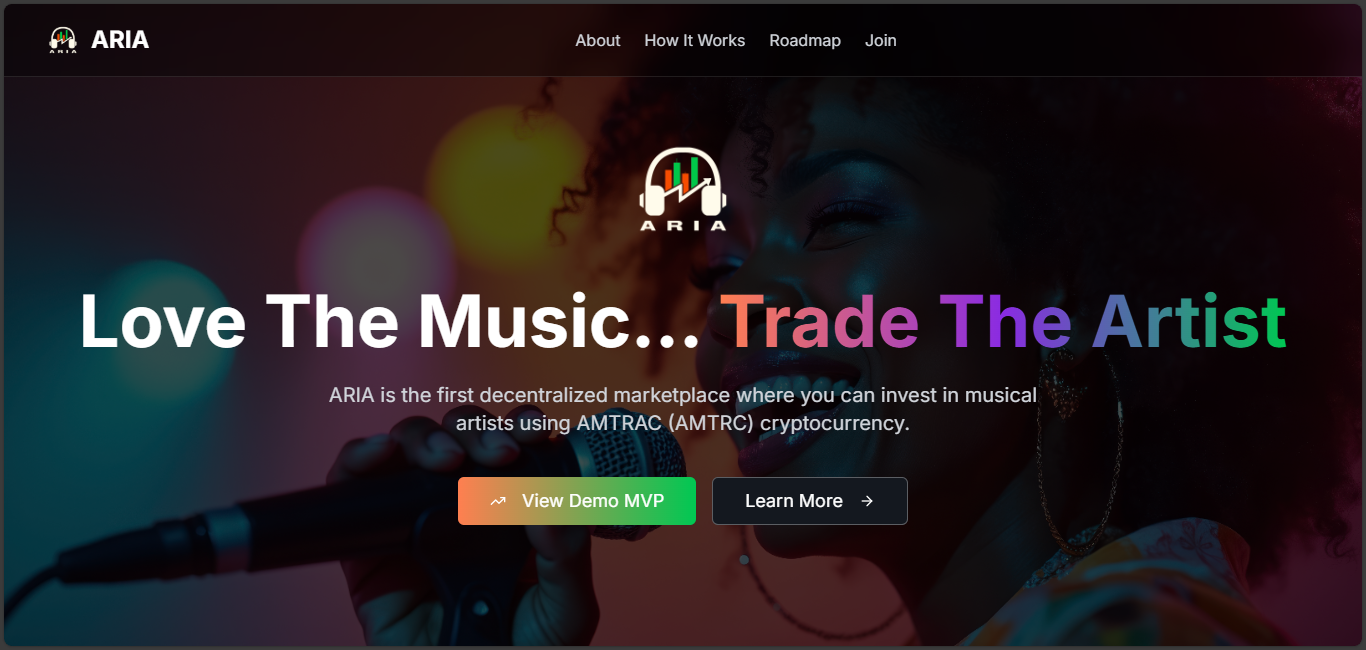 ARIA
About
How It Works
Roadmap
Join
ARIA
Love The Music... Trade The Artist
ARIA is the first decentralized marketplace where you can invest in musical
artists using AMTRAC (AMTRC) cryptocurrency.
View Demo MVP
Learn More